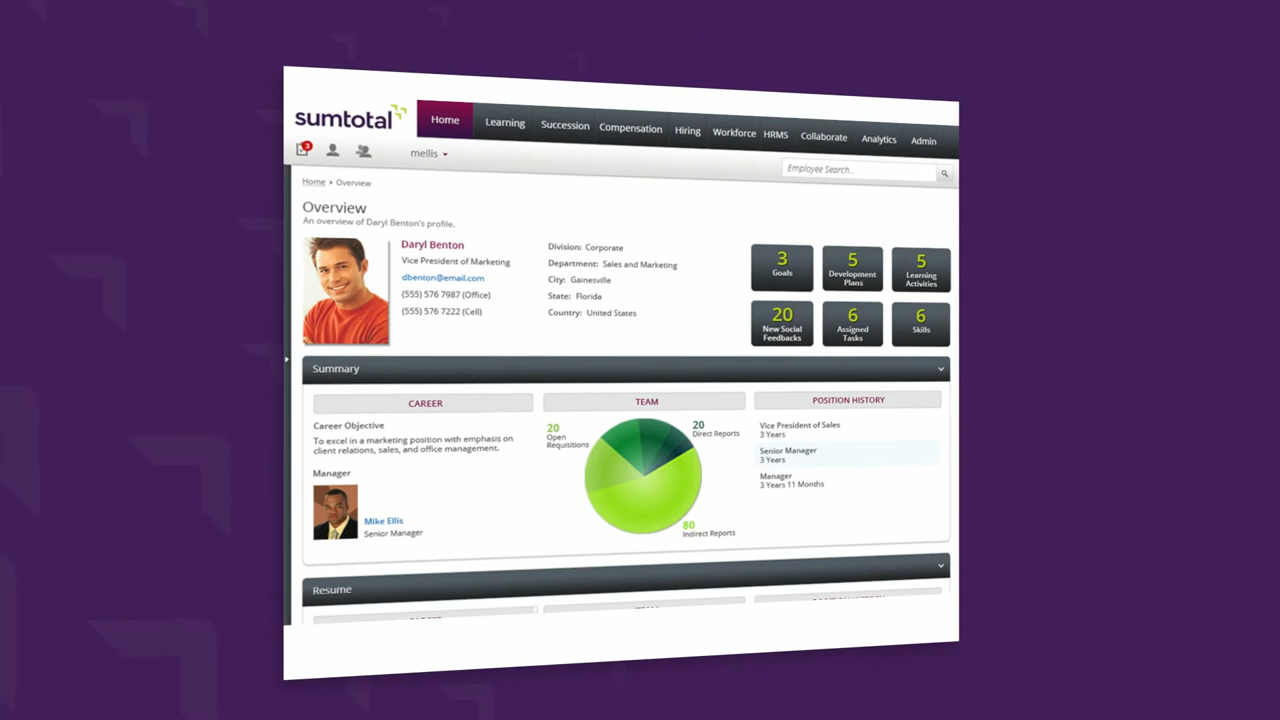 sumtotal
Home Learning Succession Compensation Hiring Workforce HRMS Collaborate Analytics Admin
3
mellis
Employee Search...
Home Overview
Overview
An overview of Daryl Benton's profile.
Daryl Benton
Vice President of Marketing
dbenton@email.com
(555) 576 7987 (Office)
(555) 576 7222 (Cell)
Division: Corporate
Department: Sales and Marketing
City: Gainesville
State: Florida
Country: United States
3
Goals
5
Development
Plans
5
Learning
Activities
20
New Social
Feedbacks
6
Assigned
Tasks
6
Skills
Summary
CAREER
Career Objective
To excel in a marketing position with emphasis on
client relations, sales, and office management.
Manager
Mike Ellis
Senior Manager
TEAM
20
Open
Requisitions
20
Direct Reports
80
Indirect Reports
POSITION HISTORY
Vice President of Sales
3 Years
Senior Manager
3 Years
Manager
3 Years 11 Months
Resume